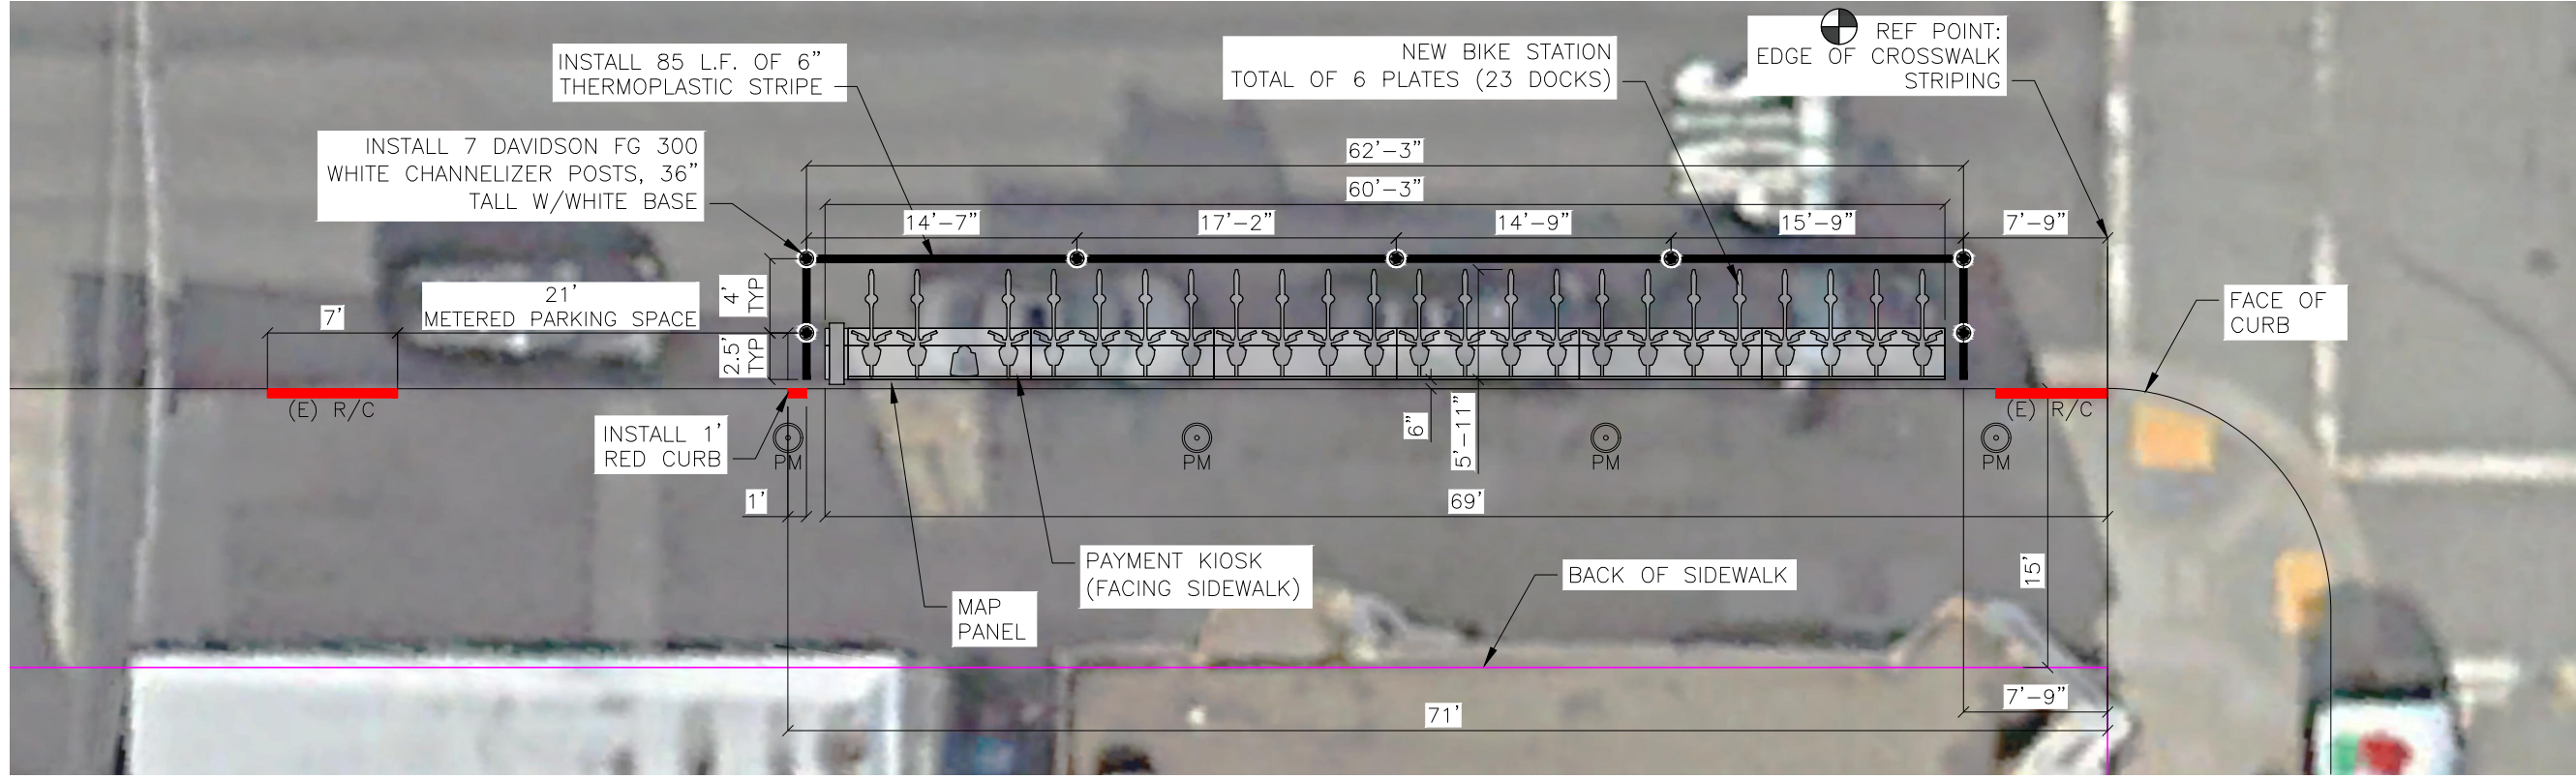 REF POINT:
EDGE OF CROSSWALK
STRIPING
NEW BIKE STATION
TOTAL OF 6 PLATES (23 DOCKS)
INSTALL 85 L.F. OF 6”
THERMOPLASTIC STRIPE
INSTALL 7 DAVIDSON FG 300
WHITE CHANNELIZER POSTS, 36”
TALL W/WHITE BASE
62'-3”
60'-3”
14'-7”
17'-2”
14'-9”
15'-9”
7'-9”
4'
TYP
2.5'
TYP
7'
21'
METERED PARKING SPACE
FACE OF
CURB
(E) R/C
(E) R/C
INSTALL 1'
RED CURB
PM
PM
PM
PM
6”
5'-11”
1'
69'
15'
PAYMENT KIOSK
(FACING SIDEWALK)
BACK OF SIDEWALK
MAP
PANEL
7'-9”
71'